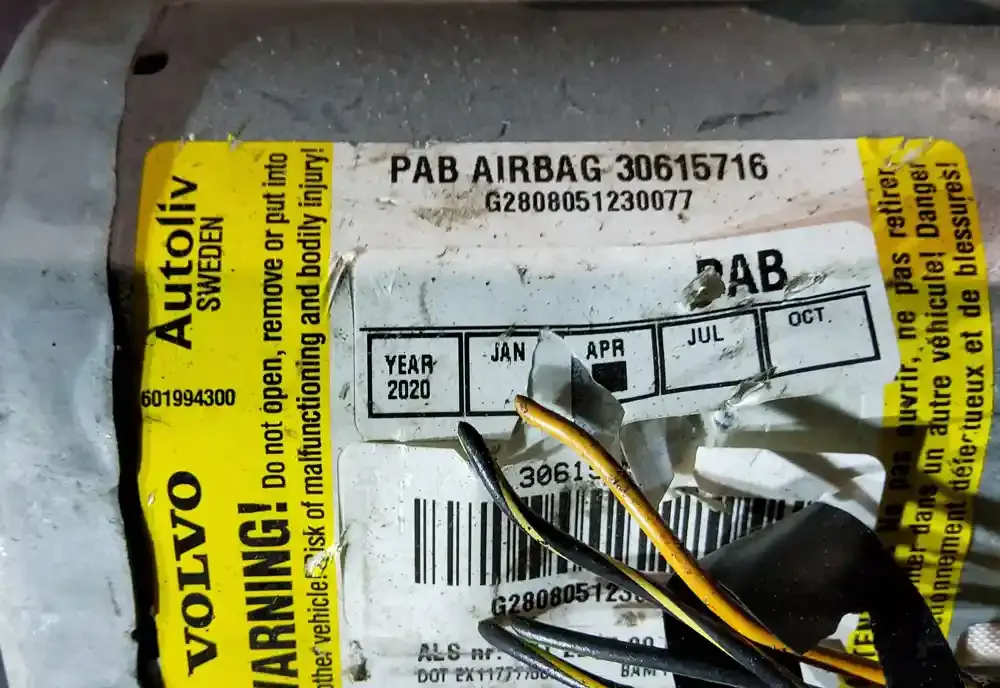 PAB AIRBAG 30615716
G2808051230077
PAB
YEAR 2020
JAN
APR
JUL
OCT.
Autoliv
SWEDEN
601994300
VOLVO
WARNING! Do not open, remove or put into
other vehicle! Risk of malfunctioning and bodily injury!
ne pas ouvrir, ne pas retirer
dans un autre véhicule! Danger
défectueux et de blessures!
ALS nr.
DOT